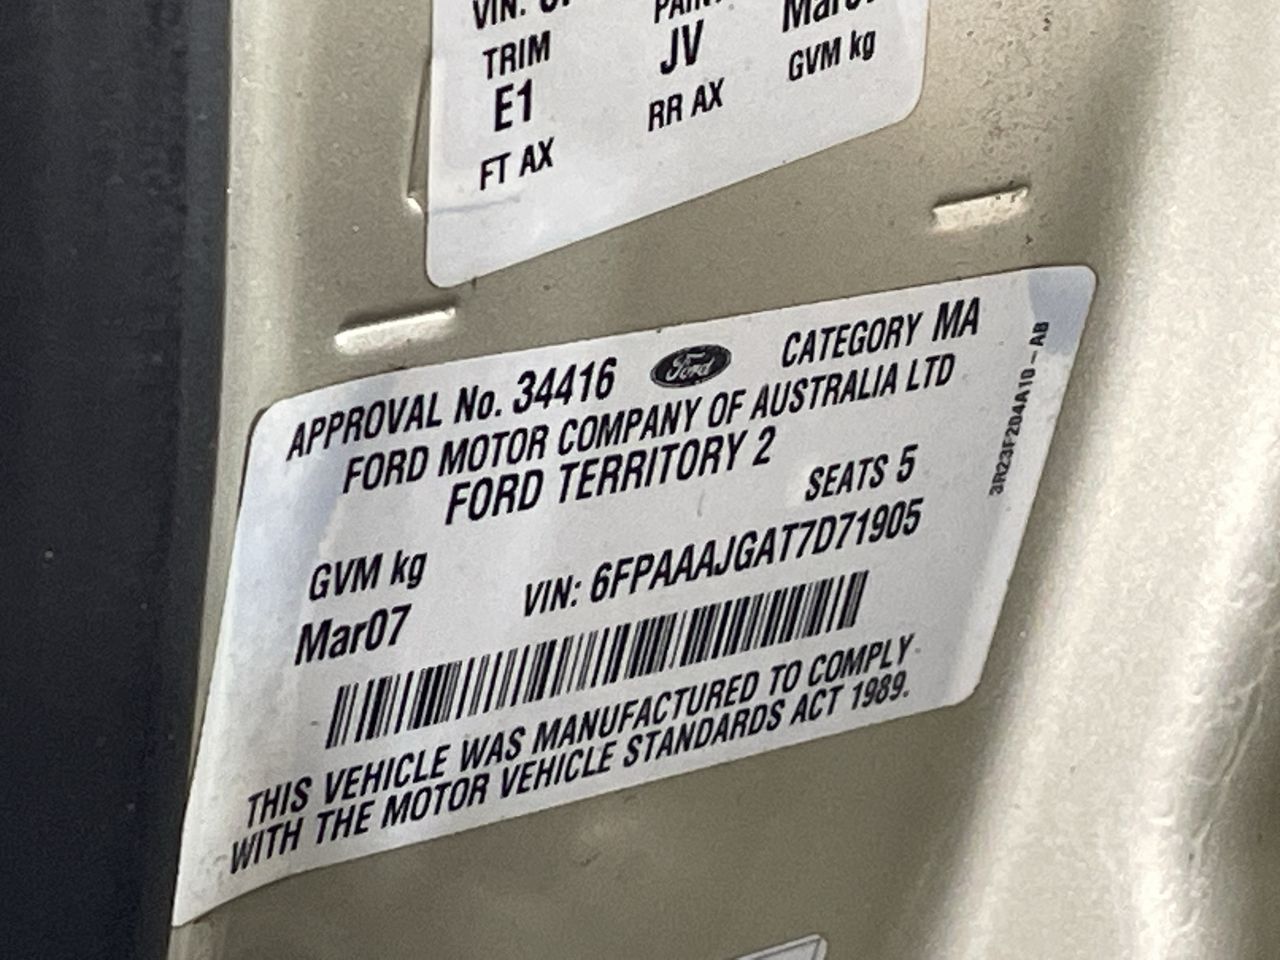 VIN:
TRIM
JV
Mar07
E1
RR AX
GVM kg
FT AX
APPROVAL No. 34416
Ford
CATEGORY MA
FORD MOTOR COMPANY OF AUSTRALIA LTD
FORD TERRITORY 2
SEATS 5
GVM kg
Mar07
VIN: 6FPAAAJGAT7D71905
THIS VEHICLE WAS MANUFACTURED TO COMPLY
WITH THE MOTOR VEHICLE STANDARDS ACT 1989.
3R23F204A10-AB